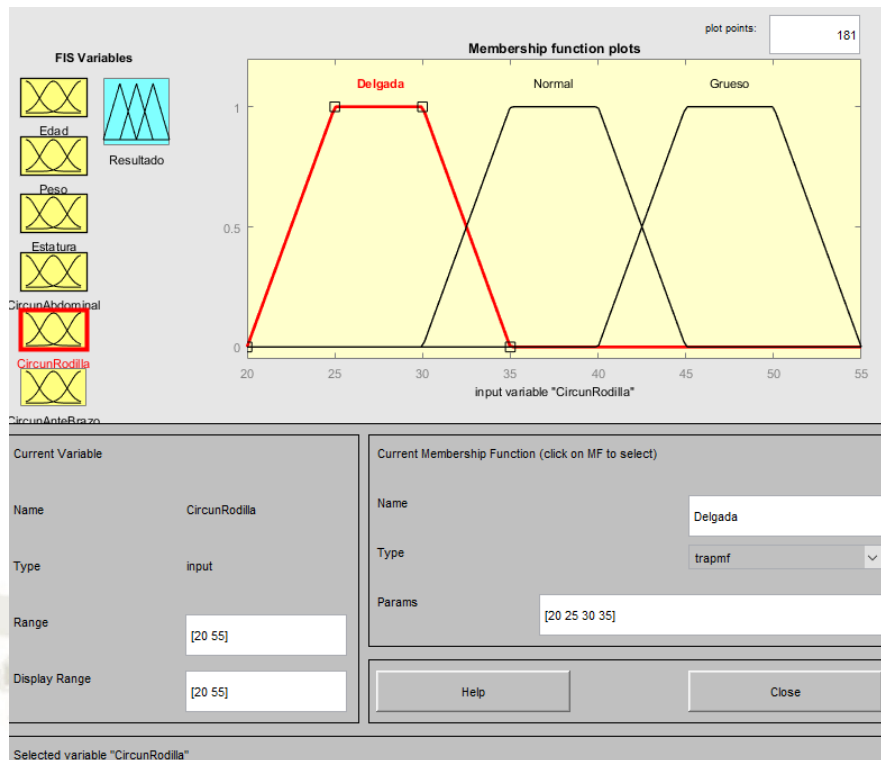 plot points:
181
FIS Variables
Membership function plots
Edad
Resultado
Peso
Estatura
CircunAbdominal
CircunRodilla
CircunAnteBrazo
Delgada
Normal
Grueso
1
0.5
0
20 25 30 35 40 45 50 55
input variable "CircunRodilla"
Current Variable
Name CircunRodilla
Type input
Range [20 55]
Display Range [20 55]
Current Membership Function (click on MF to select)
Name Delgada
Type trapmf
Params [20 25 30 35]
Help Close
Selected variable "CircunRodilla"